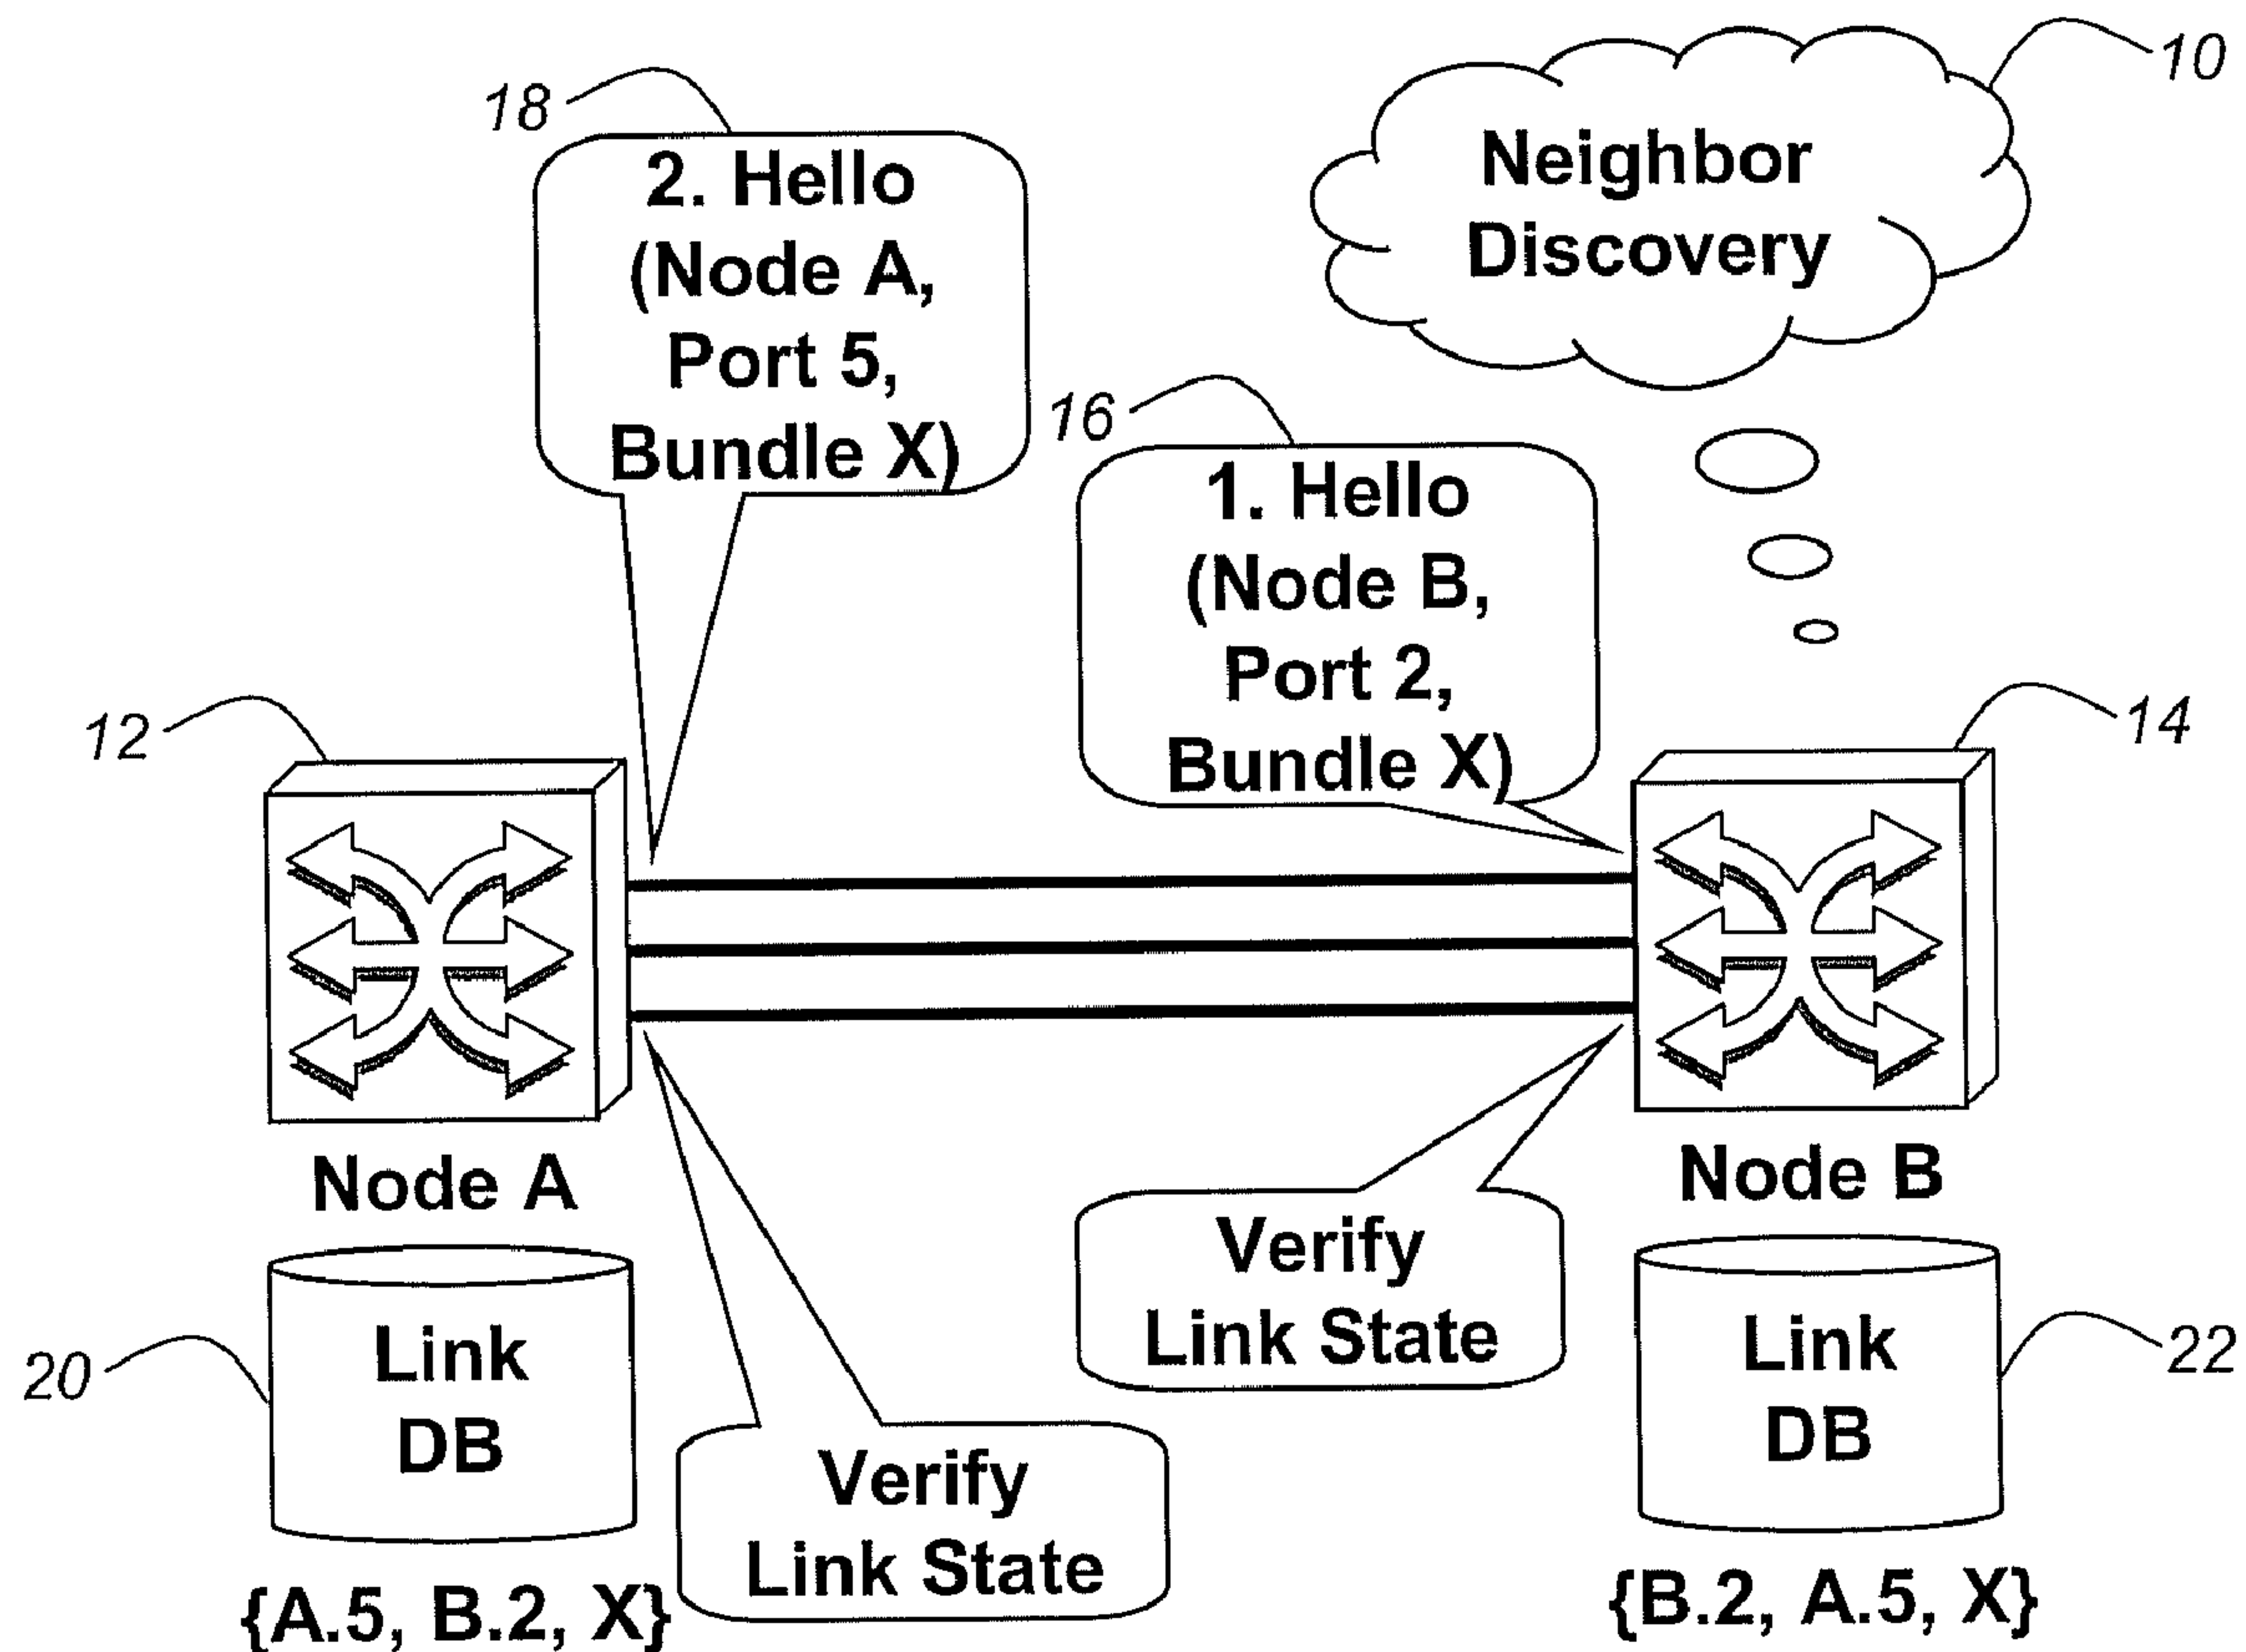 10
Neighbor
Discovery
18
2. Hello
(Node A,
Port 5,
Bundle X)
16
1. Hello
(Node B,
Port 2,
Bundle X)
12
14
Node A
Node B
Verify
Link State
20
Link
DB
22
Link
DB
Verify
Link State
{A.5, B.2, X}
{B.2, A.5, X}